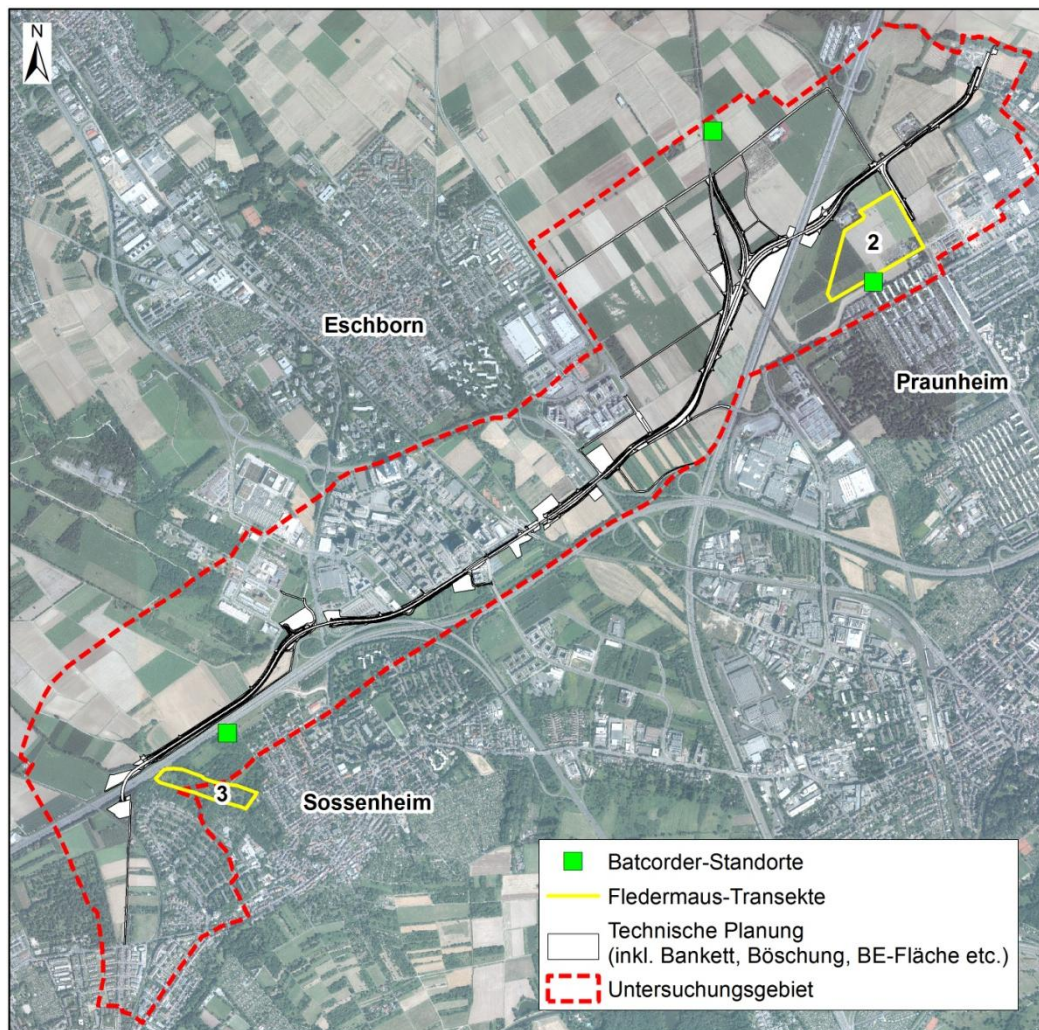 N
2
Eschborn
Praunheim
3
Sossenheim
Batcorder-Standorte
Fledermaus-Transekte
Technische Planung
(inkl. Bankett, Böschung, BE-Fläche etc.)
Untersuchungsgebiet